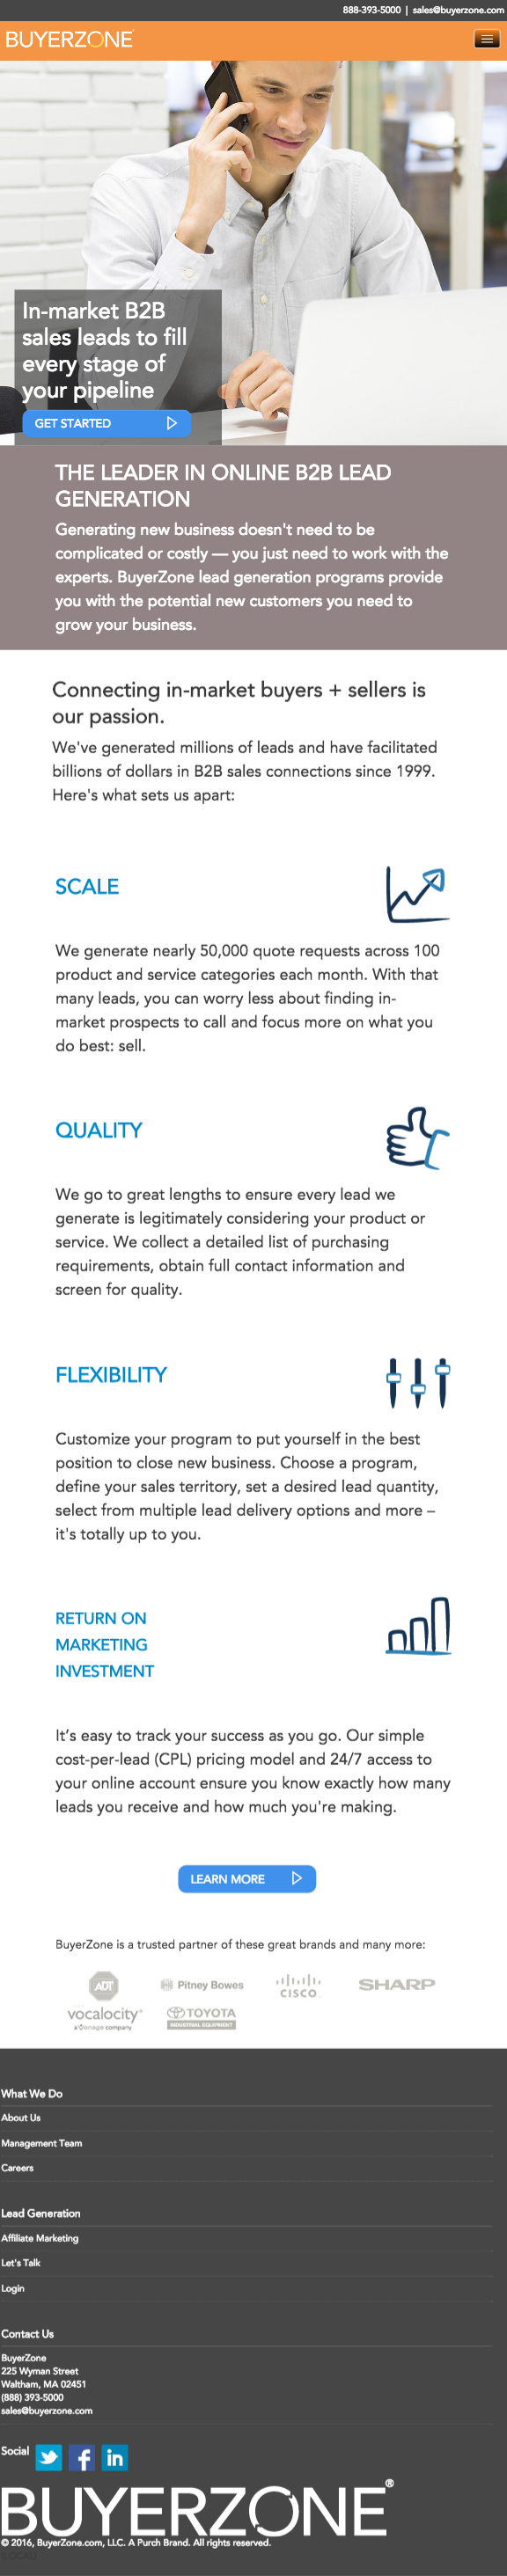 888-393-5000 | sales@buyerzone.com
BUYERZONE
In-market B2B
sales leads to fill
every stage of
your pipeline
GET STARTED
THE LEADER IN ONLINE B2B LEAD
GENERATION
Generating new business doesn't need to be
complicated or costly — you just need to work with the
experts. BuyerZone lead generation programs provide
you with the potential new customers you need to
grow your business.
Connecting in-market buyers + sellers is
our passion.
We've generated millions of leads and have facilitated
billions of dollars in B2B sales connections since 1999.
Here's what sets us apart:
SCALE
We generate nearly 50,000 quote requests across 100
product and service categories each month. With that
many leads, you can worry less about finding in-
market prospects to call and focus more on what you
do best: sell.
QUALITY
We go to great lengths to ensure every lead we
generate is legitimately considering your product or
service. We collect a detailed list of purchasing
requirements, obtain full contact information and
screen for quality.
FLEXIBILITY
Customize your program to put yourself in the best
position to close new business. Choose a program,
define your sales territory, set a desired lead quantity,
select from multiple lead delivery options and more –
it's totally up to you.
RETURN ON
MARKETING
INVESTMENT
It’s easy to track your success as you go. Our simple
cost-per-lead (CPL) pricing model and 24/7 access to
your online account ensure you know exactly how many
leads you receive and how much you're making.
LEARN MORE
BuyerZone is a trusted partner of these great brands and many more:
ADT Pitney Bowes CISCO SHARP
vocalocity TOYOTA
a Vonage company INDUSTRIAL EQUIPMENT
What We Do
About Us
Management Team
Careers
Lead Generation
Affiliate Marketing
Let's Talk
Login
Contact Us
BuyerZone
225 Wyman Street
Waltham, MA 02451
(888) 393-5000
sales@buyerzone.com
Social f in
BUYERZONE®
© 2016, BuyerZone.com, LLC. A Purch Brand. All rights reserved.